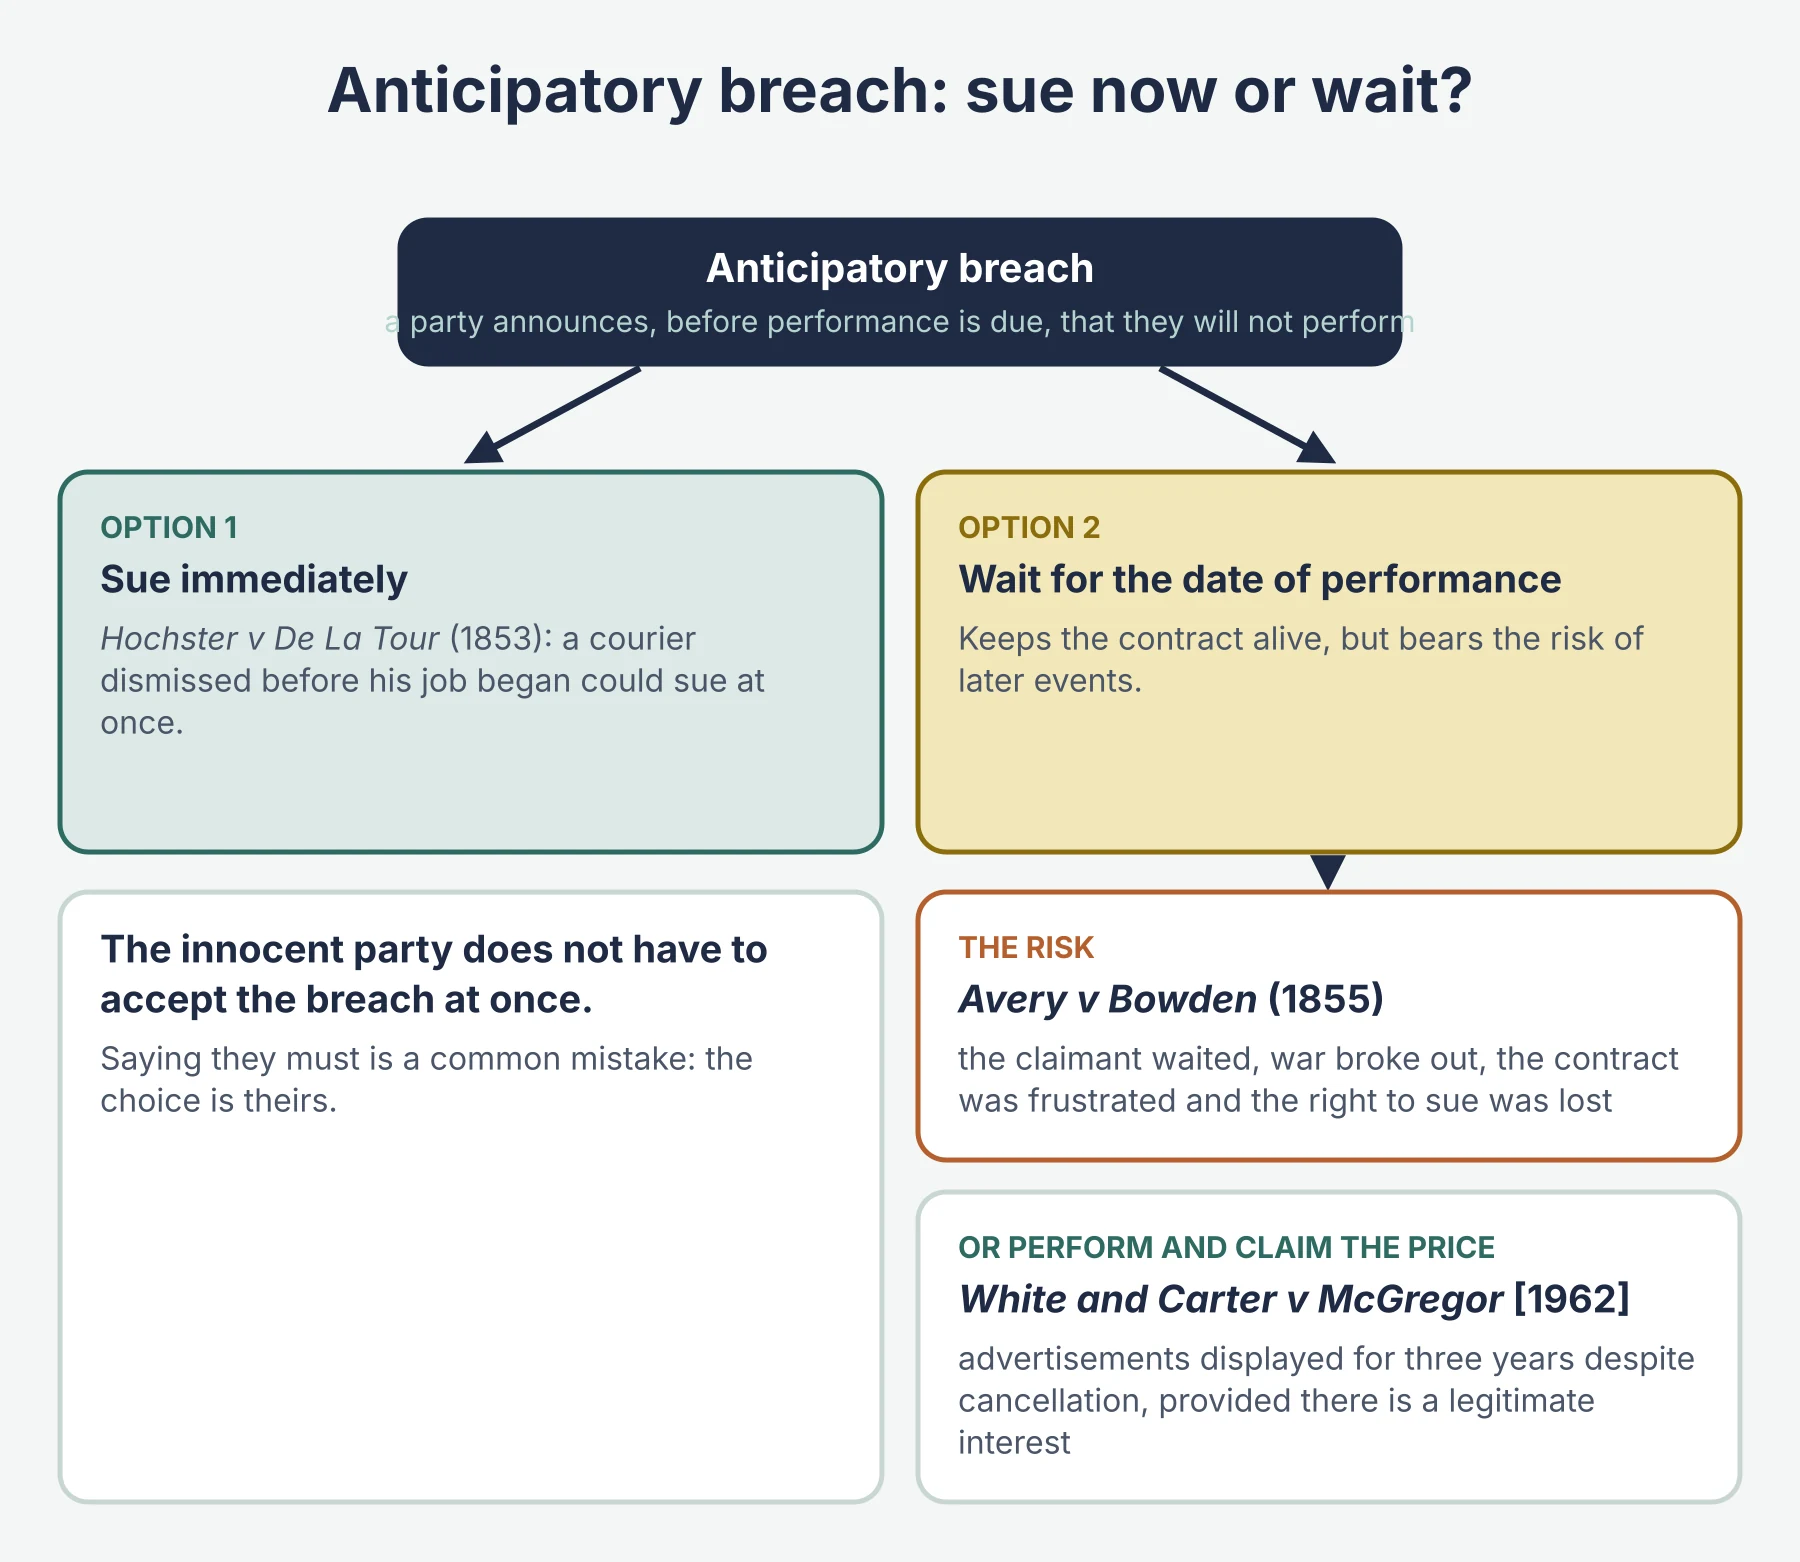 Anticipatory breach: sue now or wait?
Anticipatory breach
a party announces, before performance is due, that they will not perform
OPTION 1
Sue immediately
Hochster v De La Tour (1853): a courier
dismissed before his job began could sue at
once.
OPTION 2
Wait for the date of performance
Keeps the contract alive, but bears the risk of
later events.
The innocent party does not have to
accept the breach at once.
Saying they must is a common mistake: the
choice is theirs.
THE RISK
Avery v Bowden (1855)
the claimant waited, war broke out, the contract
was frustrated and the right to sue was lost
OR PERFORM AND CLAIM THE PRICE
White and Carter v McGregor [1962]
advertisements displayed for three years despite
cancellation, provided there is a legitimate
interest